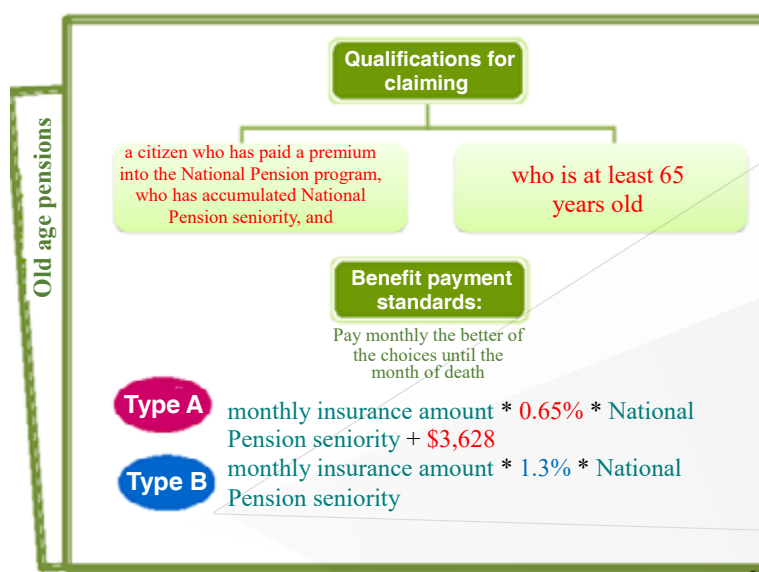 Old age pensions
Qualifications for
claiming
a citizen who has paid a premium
into the National Pension program,
who has accumulated National
Pension seniority, and
who is at least 65
years old
Benefit payment
standards:
Pay monthly the better of
the choices until the
month of death
Type A
monthly insurance amount * 0.65% * National
Pension seniority + $3,628
Type B
monthly insurance amount * 1.3% * National
Pension seniority